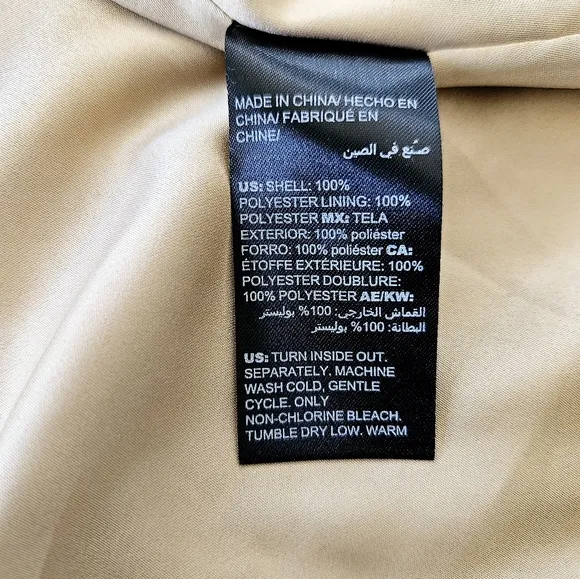 MADE IN CHINA/ HECHO EN
CHINA/ FABRIQUÉ EN
CHINE/
صنع في الصين
US: SHELL: 100%
POLYESTER LINING: 100%
POLYESTER MX: TELA
EXTERIOR: 100% poliéster
FORRO: 100% poliéster CA:
ÉTOFFE EXTÉRIEURE: 100%
POLYESTER DOUBLURE:
100% POLYESTER AE/KW:
القماش الخارجي: 100% بوليستر
البطانة: 100% بوليستر
US: TURN INSIDE OUT.
SEPARATELY. MACHINE
WASH COLD, GENTLE
CYCLE. ONLY
NON-CHLORINE BLEACH.
TUMBLE DRY LOW. WARM